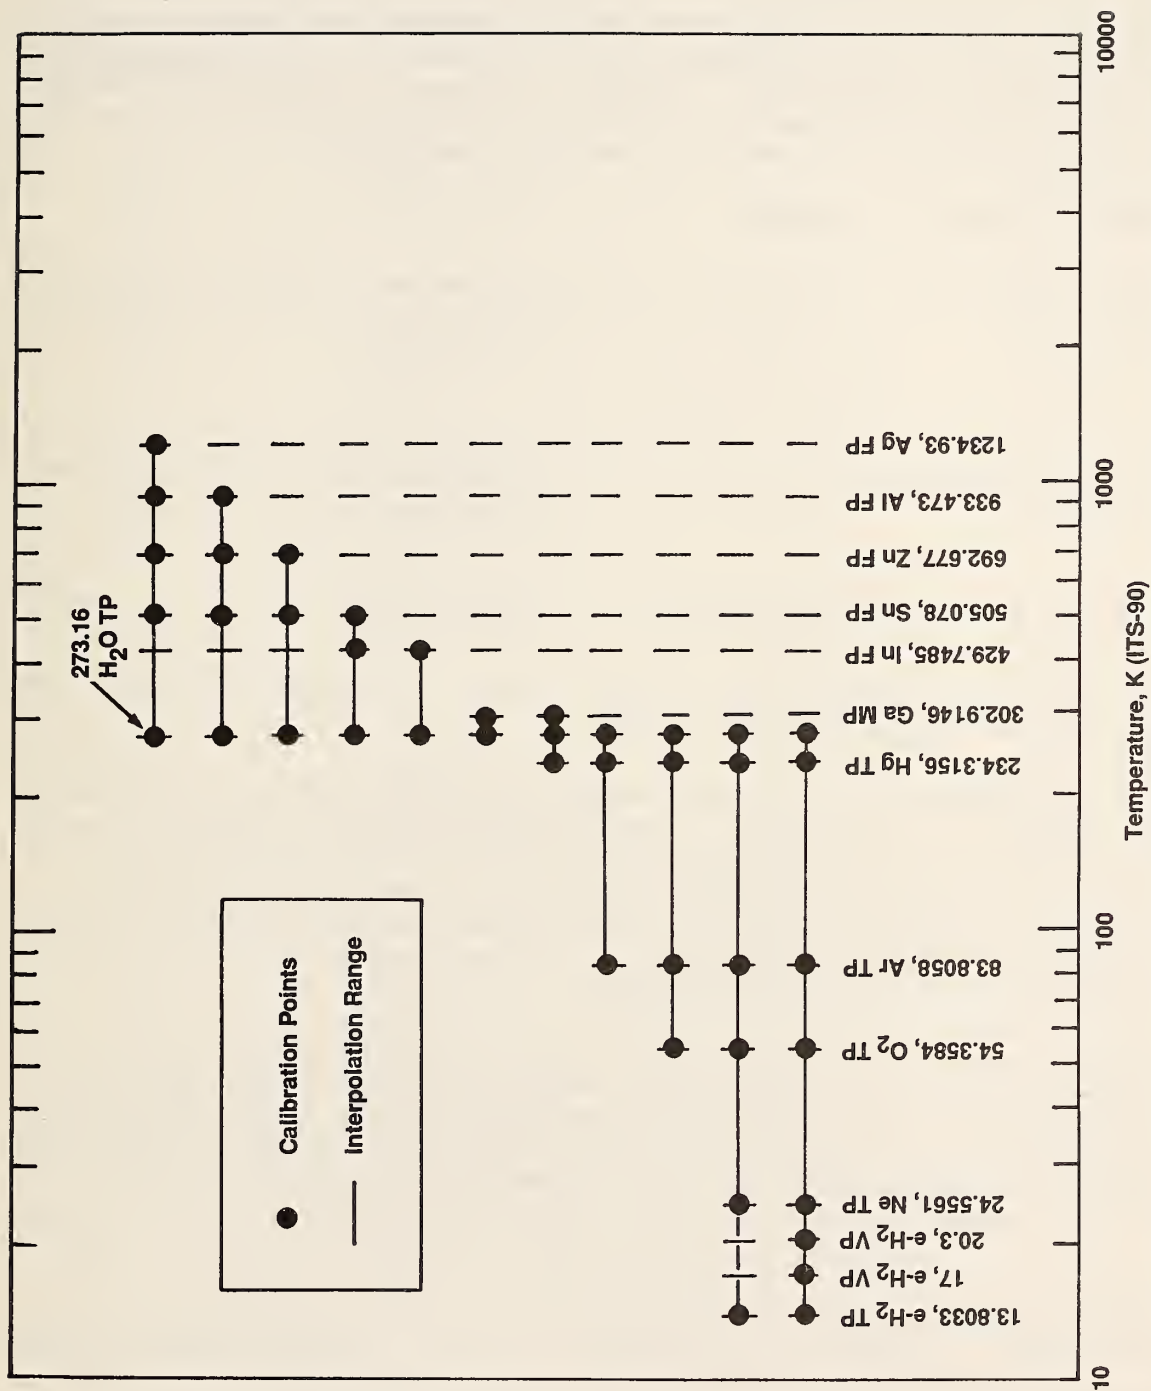 273.16
H₂O TP
● Calibration Points
— Interpolation Range
1234.93, Ag FP
933.473, Al FP
692.677, Zn FP
505.078, Sn FP
429.7485, In FP
302.9146, Ga MP
234.3156, Hg TP
83.8058, Ar TP
54.3584, O₂ TP
24.5561, Ne TP
20.3, e-H₂ VP
17, e-H₂ VP
13.8033, e-H₂ TP
10
100
1000
10000
Temperature, K (ITS-90)